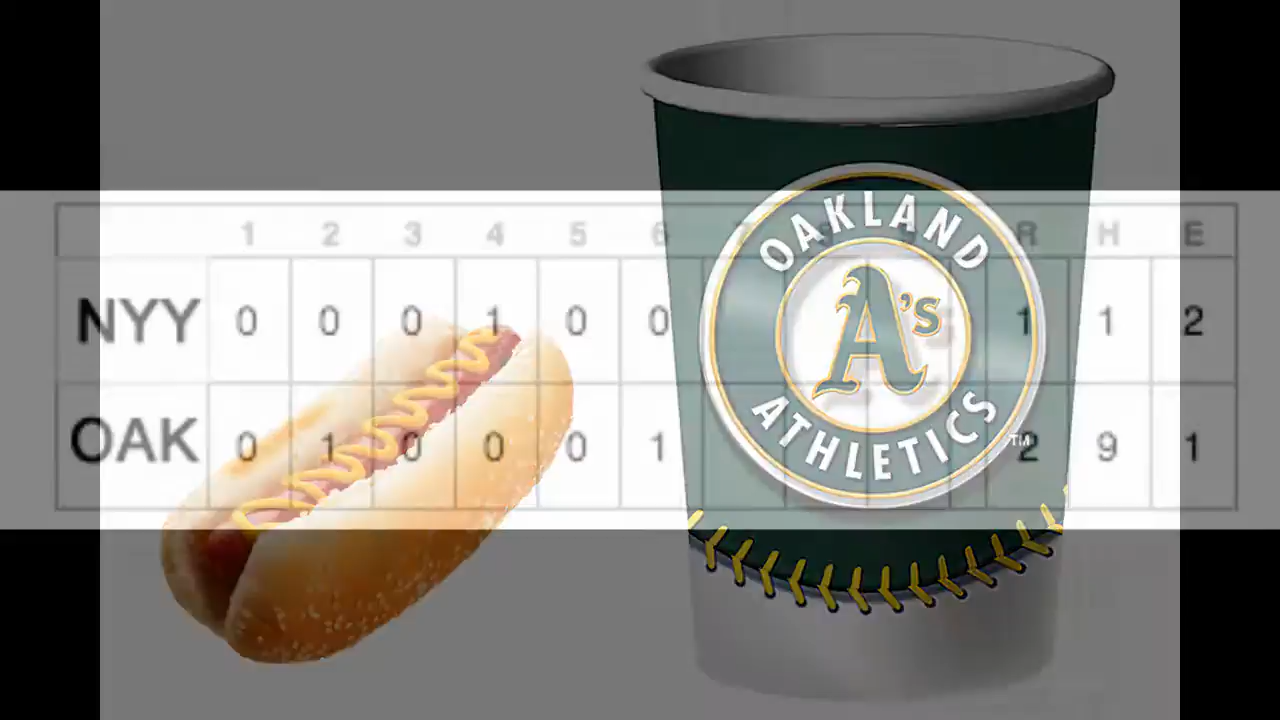 1 2 3 4 5 6 7 R H E
NYY 0 0 0 1 0 0 1 1 2
OAK 0 1 0 0 0 1 2 9 1
OAKLAND
A's
ATHLETICS
TM